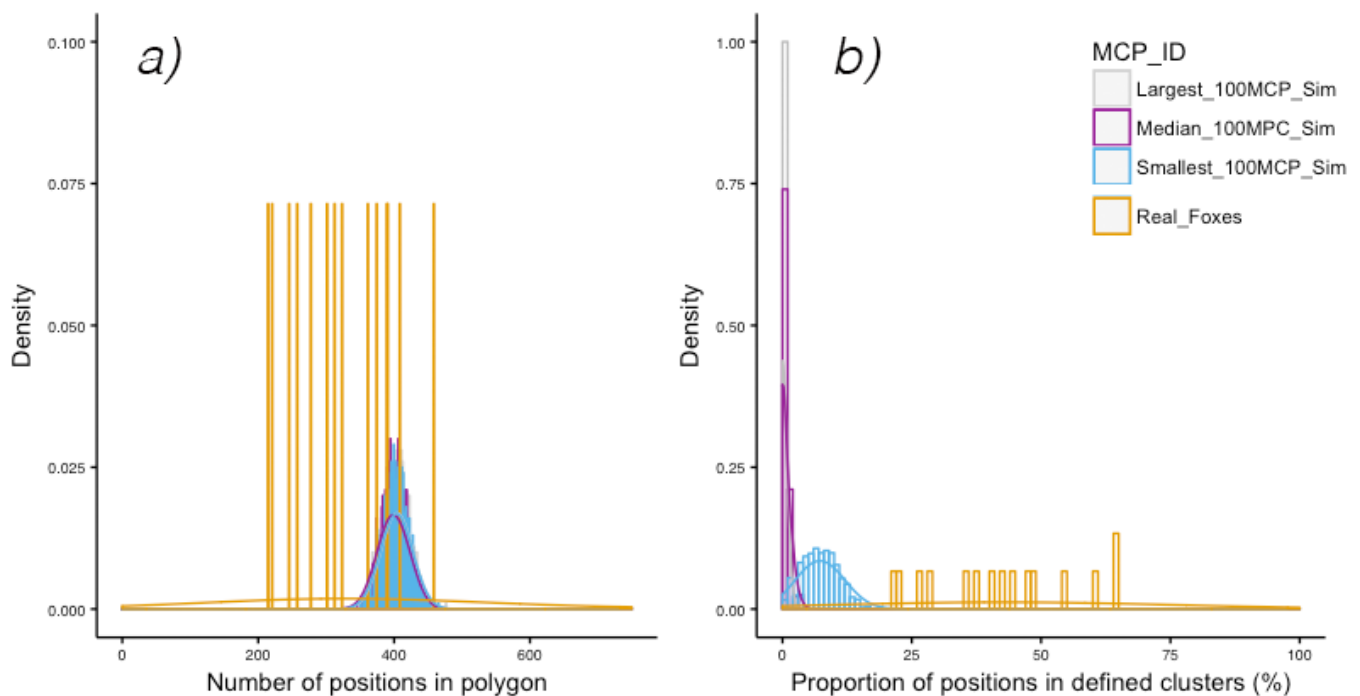 a)
0.100
0.075
0.050
0.025
0.000
Density
0
200
400
600
Number of positions in polygon
b)
1.00
0.75
0.50
0.25
0.00
Density
0
25
50
75
100
Proportion of positions in defined clusters (%)
MCP_ID
Largest_100MCP_Sim
Median_100MPC_Sim
Smallest_100MCP_Sim
Real_Foxes